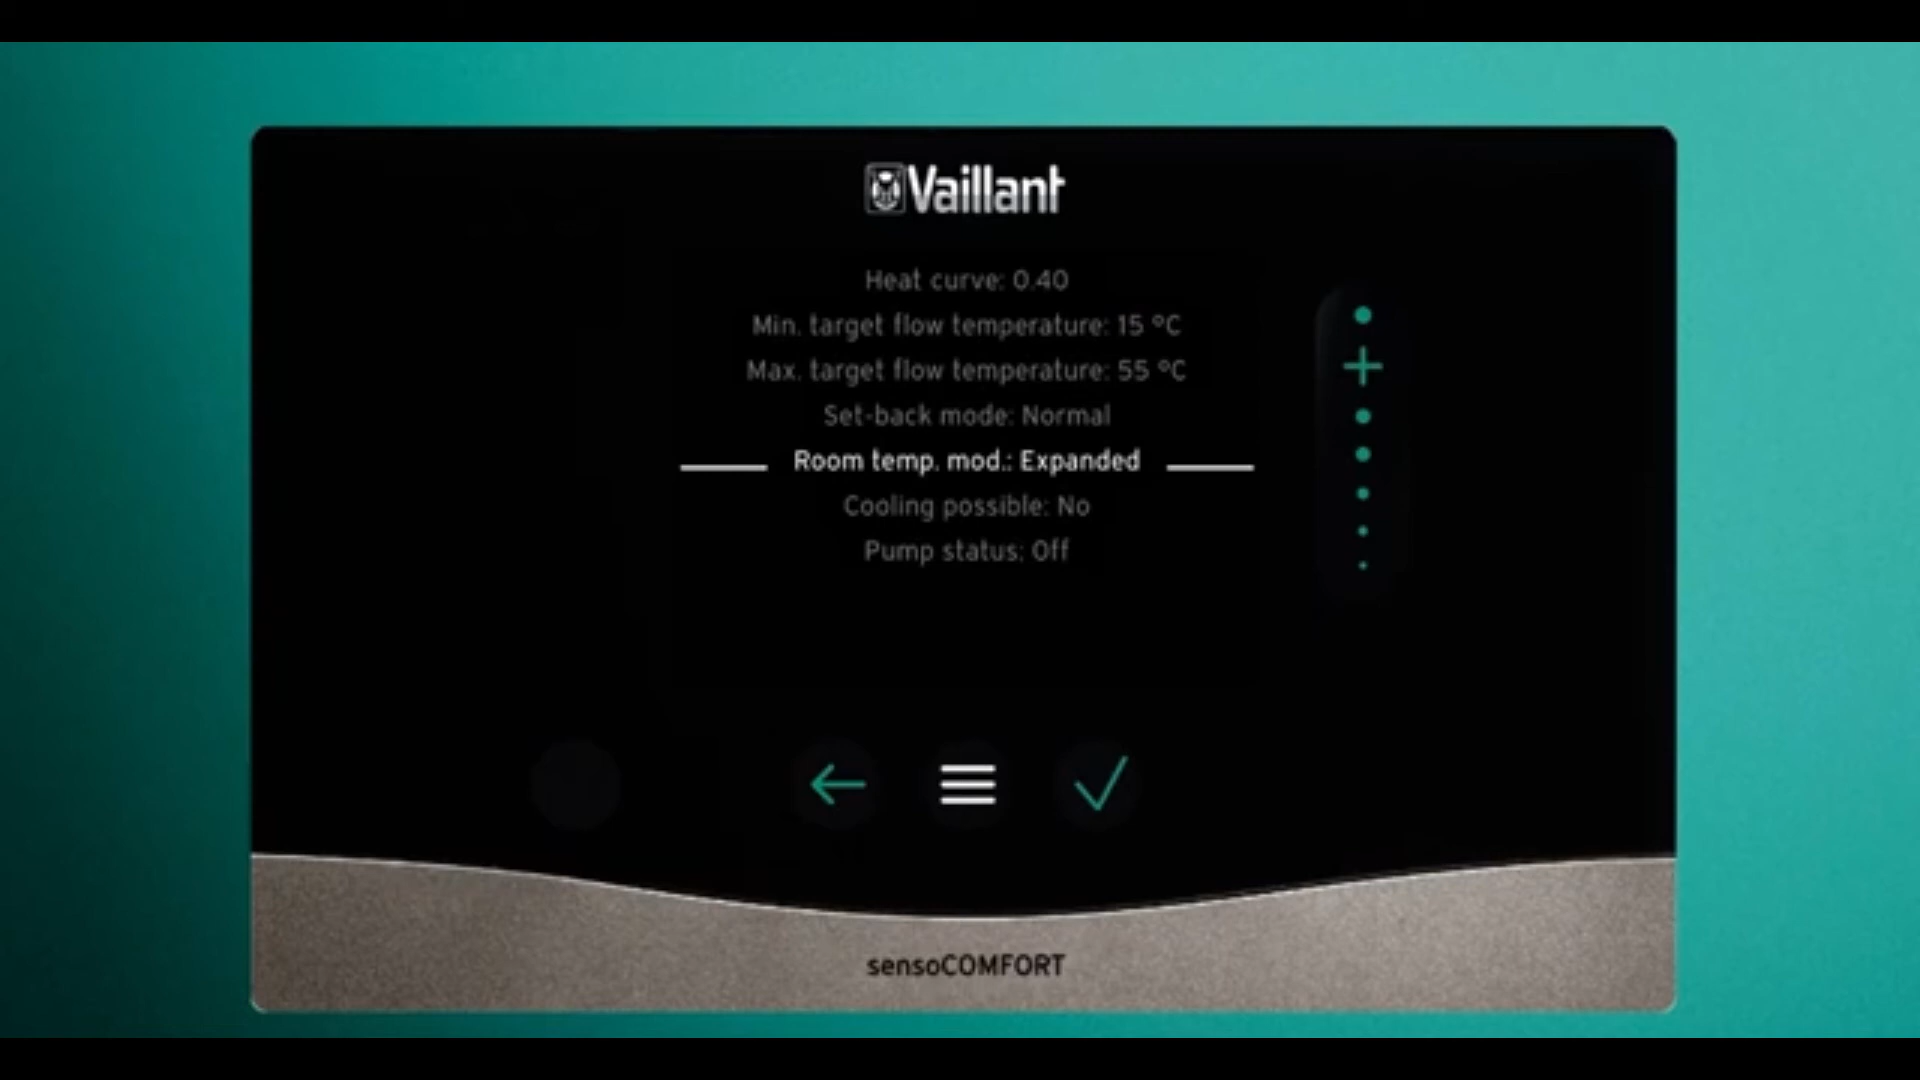 Vaillant
Heat curve: 0.40
Min. target flow temperature: 15 °C
Max. target flow temperature: 55 °C
Set-back mode: Normal
Room temp. mod.: Expanded
Cooling possible: No
Pump status: Off
sensoCOMFORT